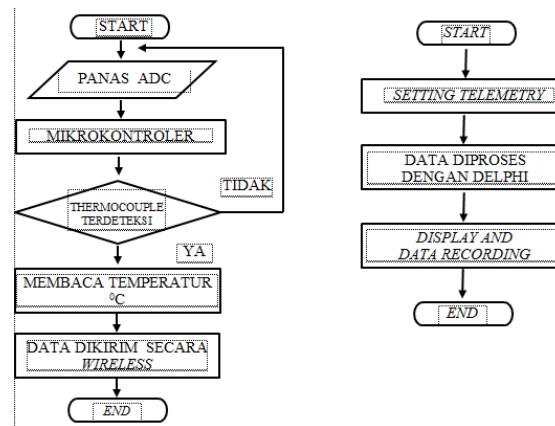 START
PANAS ADC
MIKROKONTROLER
THERMOCOUPLE
TERDETEKSI
TIDAK
YA
MEMBACA TEMPERATUR
⁰C
DATA DIKIRIM SECARA
WIRELESS
END
START
SETTING TELEMETRY
DATA DIPROSES
DENGAN DELPHI
DISPLAY AND
DATA RECORDING
END